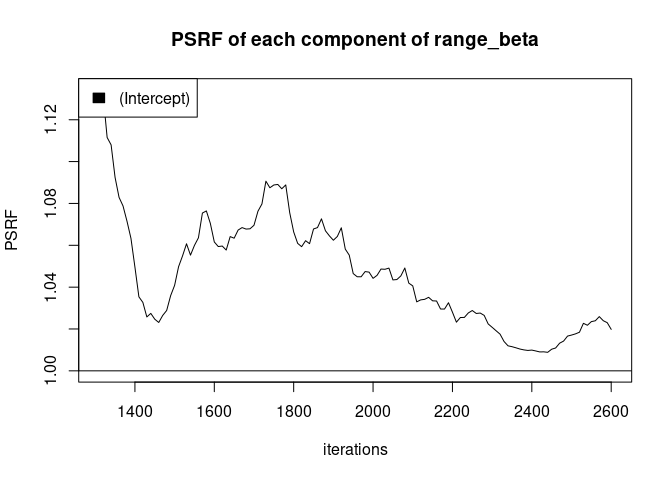 PSRF of each component of range_beta
(Intercept)
PSRF
1.12
1.08
1.04
1.00
1400 1600 1800 2000 2200 2400 2600
iterations